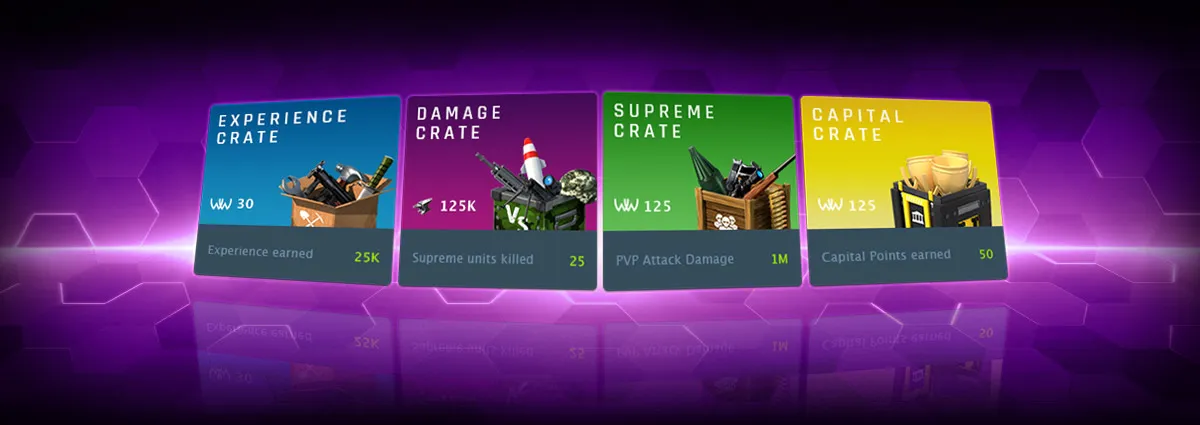 EXPERIENCE
CRATE
30
Experience earned 25K
DAMAGE
CRATE
125K
VS
Supreme units killed 25
SUPREME
CRATE
125
PVP Attack Damage 1M
CAPITAL
CRATE
125
Capital Points earned 50